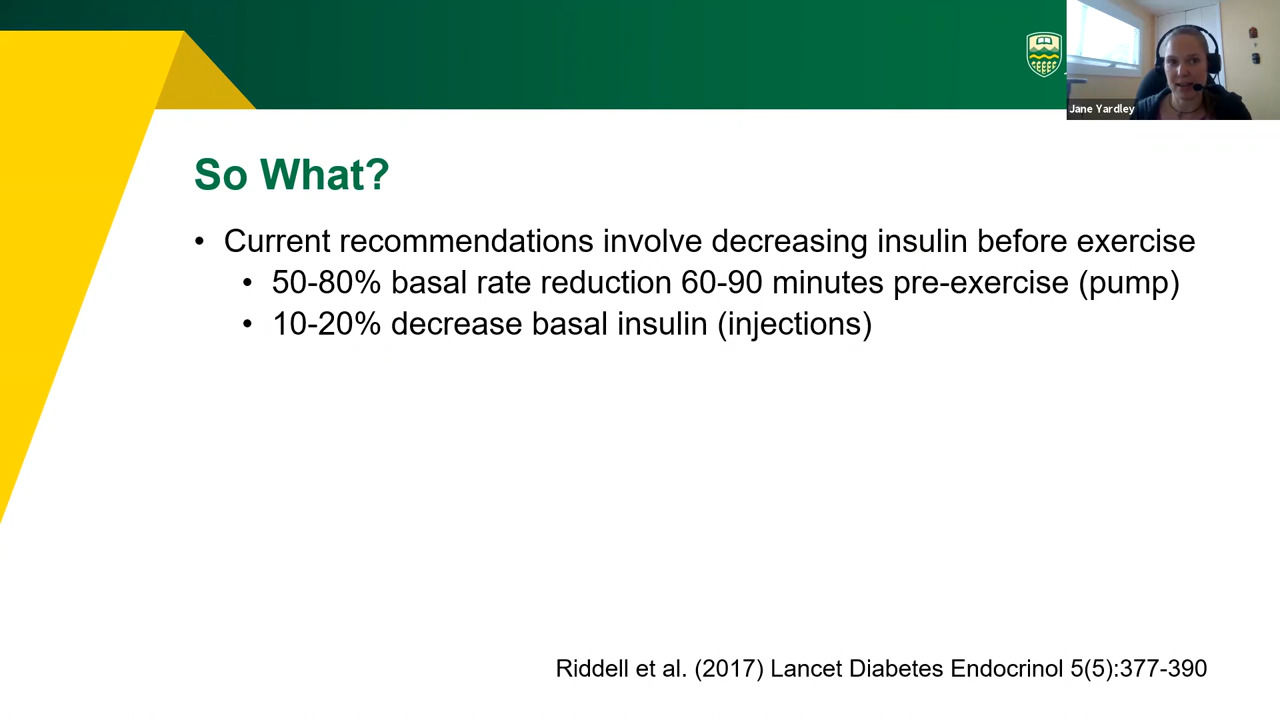 Jane Yardley
So What?
• Current recommendations involve decreasing insulin before exercise
• 50-80% basal rate reduction 60-90 minutes pre-exercise (pump)
• 10-20% decrease basal insulin (injections)
Riddell et al. (2017) Lancet Diabetes Endocrinol 5(5):377-390